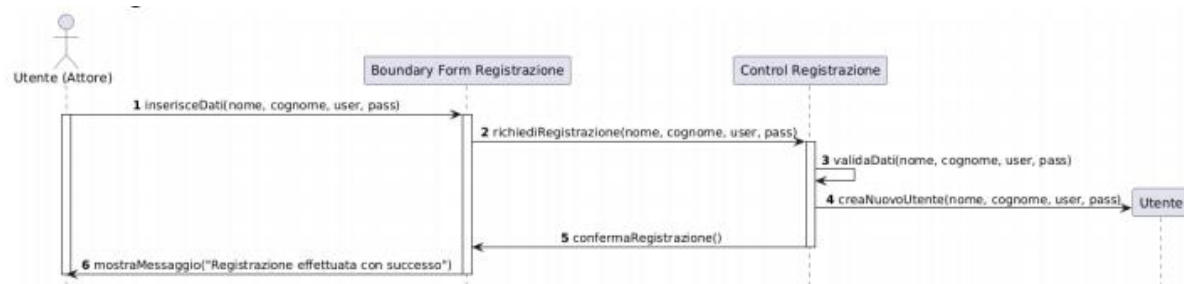 Utente (Attore)
Boundary Form Registrazione
Control Registrazione
1 inserisceDati(nome, cognome, user, pass)
2 richiediRegistrazione(nome, cognome, user, pass)
3 validaDati(nome, cognome, user, pass)
4 creaNuovoUtente(nome, cognome, user, pass)
Utente
5 confermaRegistrazione()
6 mostraMessaggio("Registrazione effettuata con successo")